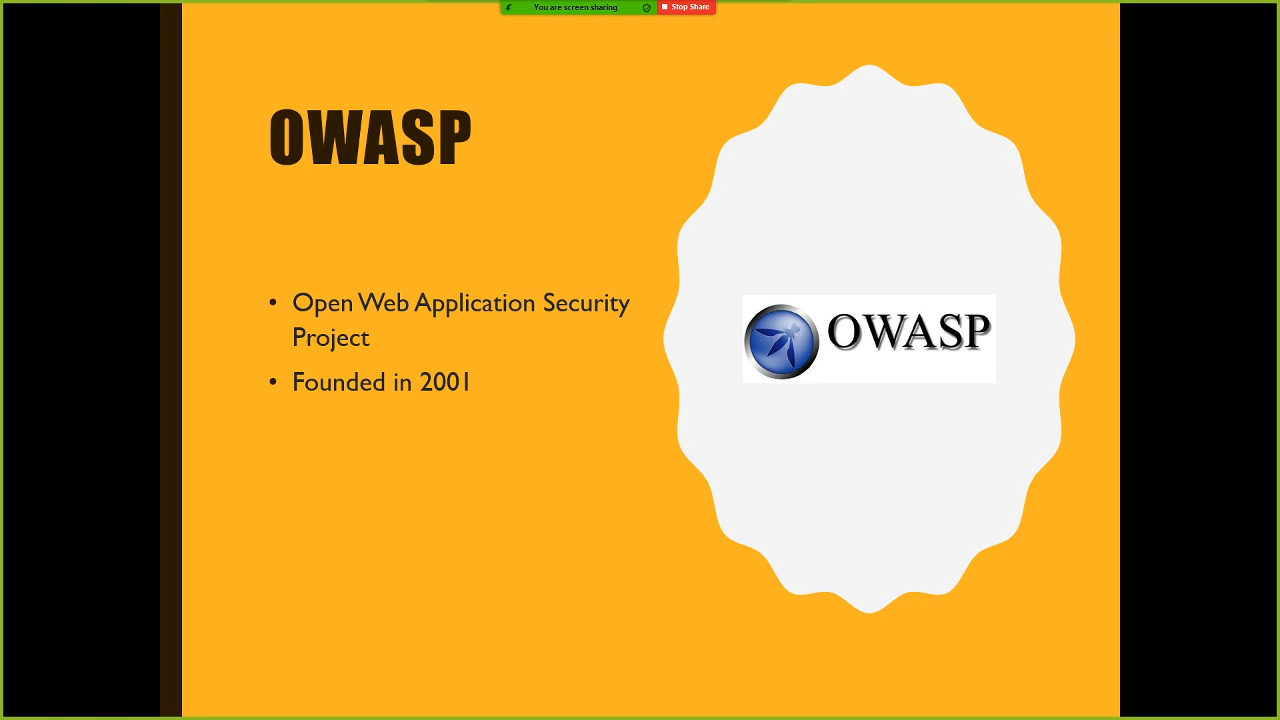 You are screen sharing
Stop Share
OWASP
• Open Web Application Security
Project
• Founded in 2001
OWASP